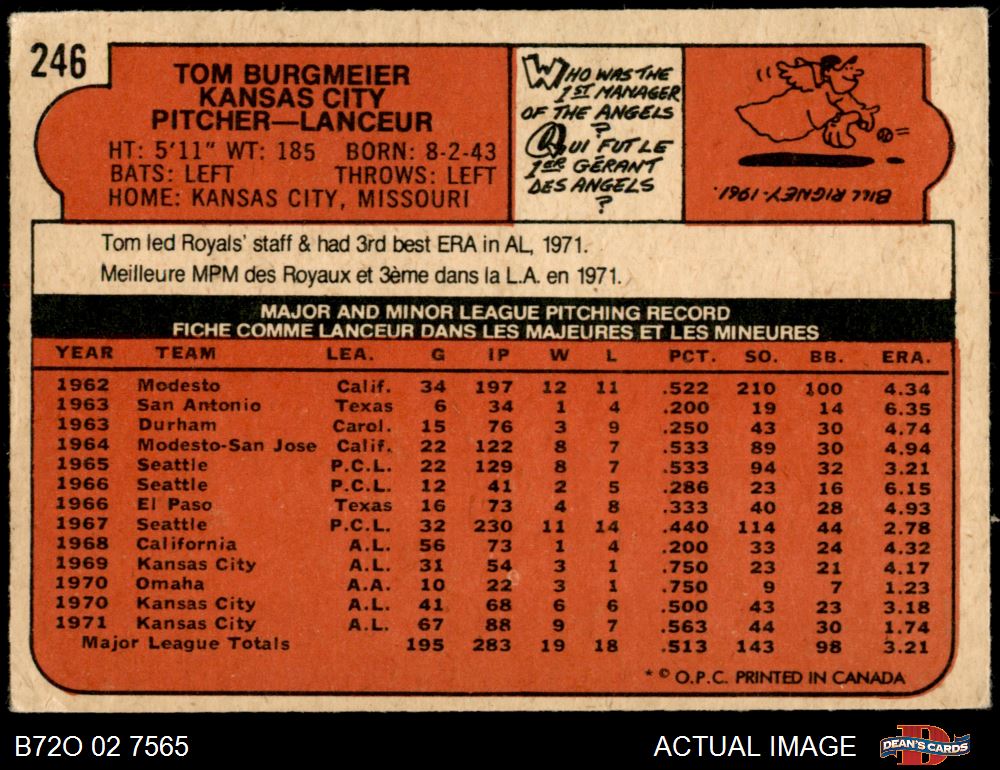 246
TOM BURGMEIER
KANSAS CITY
PITCHER—LANCEUR
HT: 5'11" WT: 185 BORN: 8-2-43
BATS: LEFT THROWS: LEFT
HOME: KANSAS CITY, MISSOURI
WHO WAS THE
1ST MANAGER
OF THE ANGELS
?
QUI FUT LE
1ER GÉRANT
DES ANGELS
?
BILL RIGNEY-1961.
Tom led Royals' staff & had 3rd best ERA in AL, 1971.
Meilleure MPM des Royaux et 3ème dans la L.A. en 1971.
MAJOR AND MINOR LEAGUE PITCHING RECORD
FICHE COMME LANCEUR DANS LES MAJEURES ET LES MINEURES
YEAR TEAM LEA. G IP W L PCT. SO. BB. ERA.
1962 Modesto Calif. 34 197 12 11 .522 210 100 4.34
1963 San Antonio Texas 6 34 1 4 .200 19 14 6.35
1963 Durham Carol. 15 76 3 9 .250 43 30 4.74
1964 Modesto-San Jose Calif. 22 122 8 7 .533 89 30 4.94
1965 Seattle P.C.L. 22 129 8 7 .533 94 32 3.21
1966 Seattle P.C.L. 12 41 2 5 .286 23 16 6.15
1966 El Paso Texas 16 73 4 8 .333 40 28 4.93
1967 Seattle P.C.L. 32 230 11 14 .440 114 44 2.78
1968 California A.L. 56 73 1 4 .200 33 24 4.32
1969 Kansas City A.L. 31 54 3 1 .750 23 21 4.17
1970 Omaha A.A. 10 22 3 1 .750 9 7 1.23
1970 Kansas City A.L. 41 68 6 6 .500 43 23 3.18
1971 Kansas City A.L. 67 88 9 7 .563 44 30 1.74
Major League Totals 195 283 19 18 .513 143 98 3.21
* © O.P.C. PRINTED IN CANADA
B72O 02 7565
ACTUAL IMAGE
DEAN'S CARDS